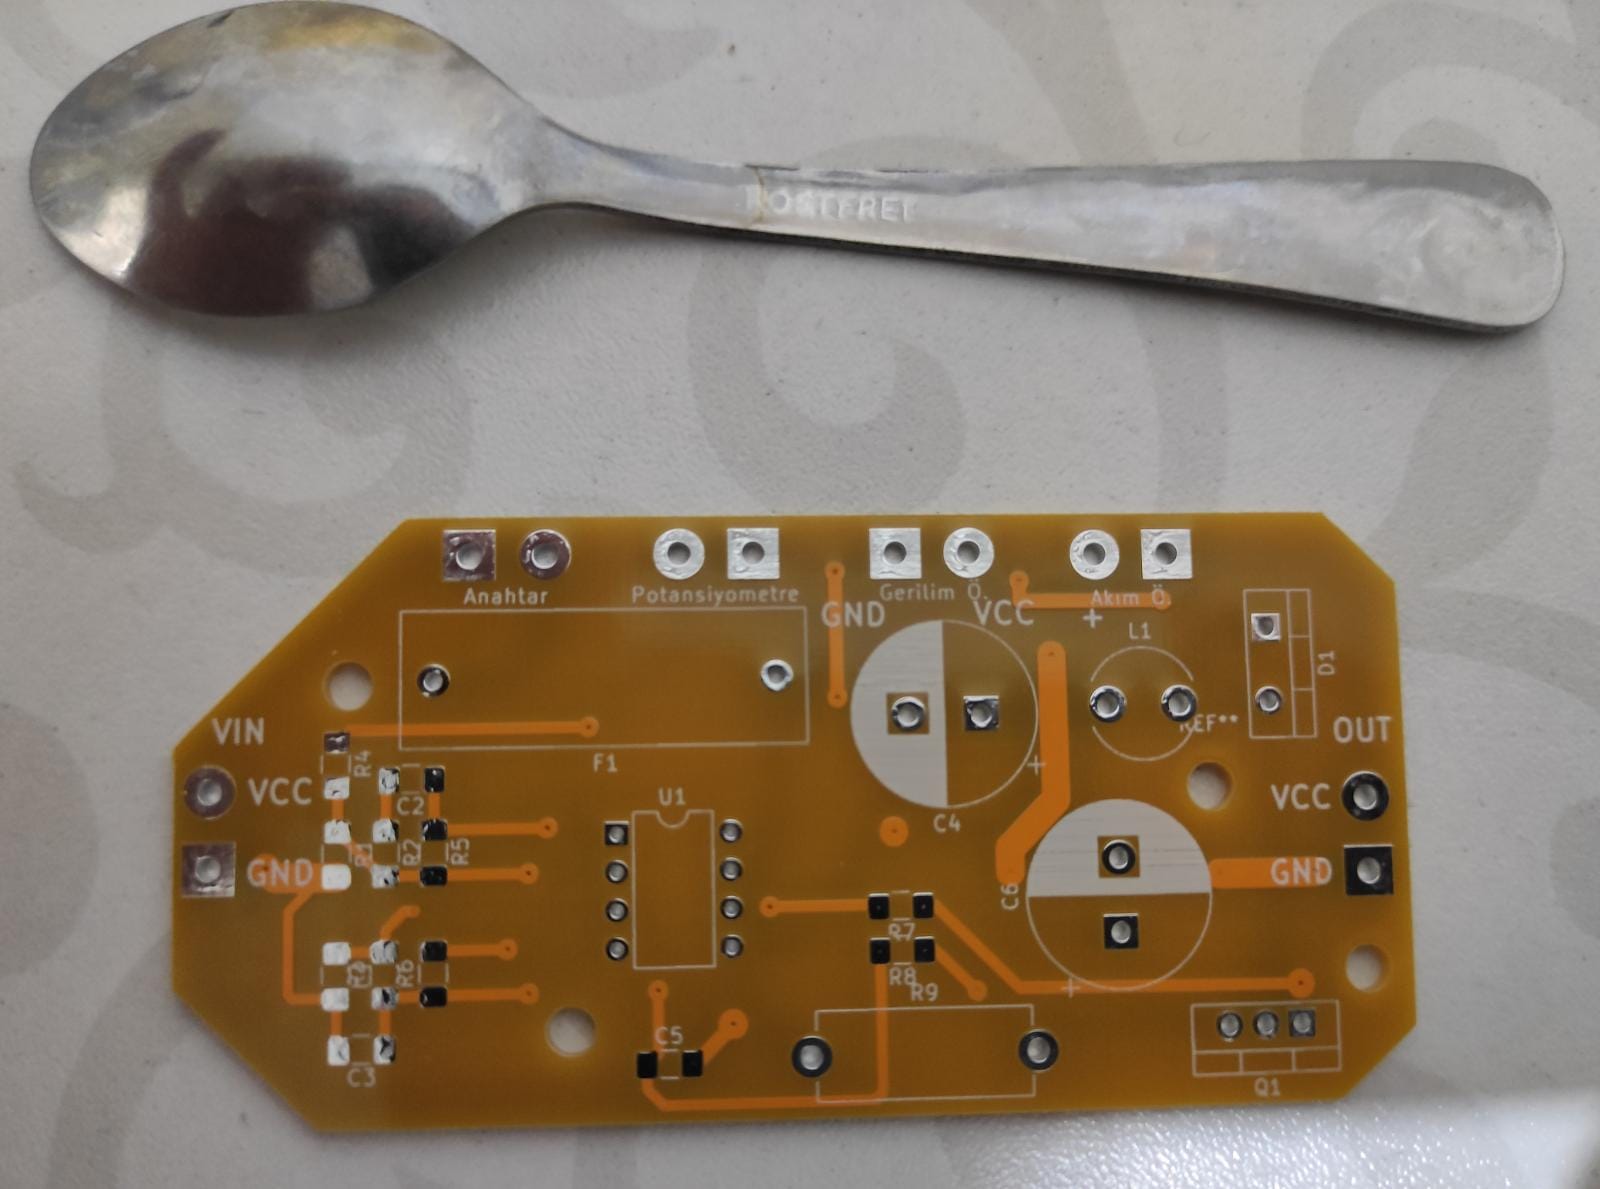 ROSTFREI
Anahtar
Potansiyometre
Gerilim Ö.
Akım Ö.
GND
VCC
+
L1
D1
REF**
VIN
OUT
R4
F1
VCC
C2
U1
C4
+
VCC
R1
R2
R5
GND
GND
C6
R7
R8
R9
+
R6
C5
C3
Q1